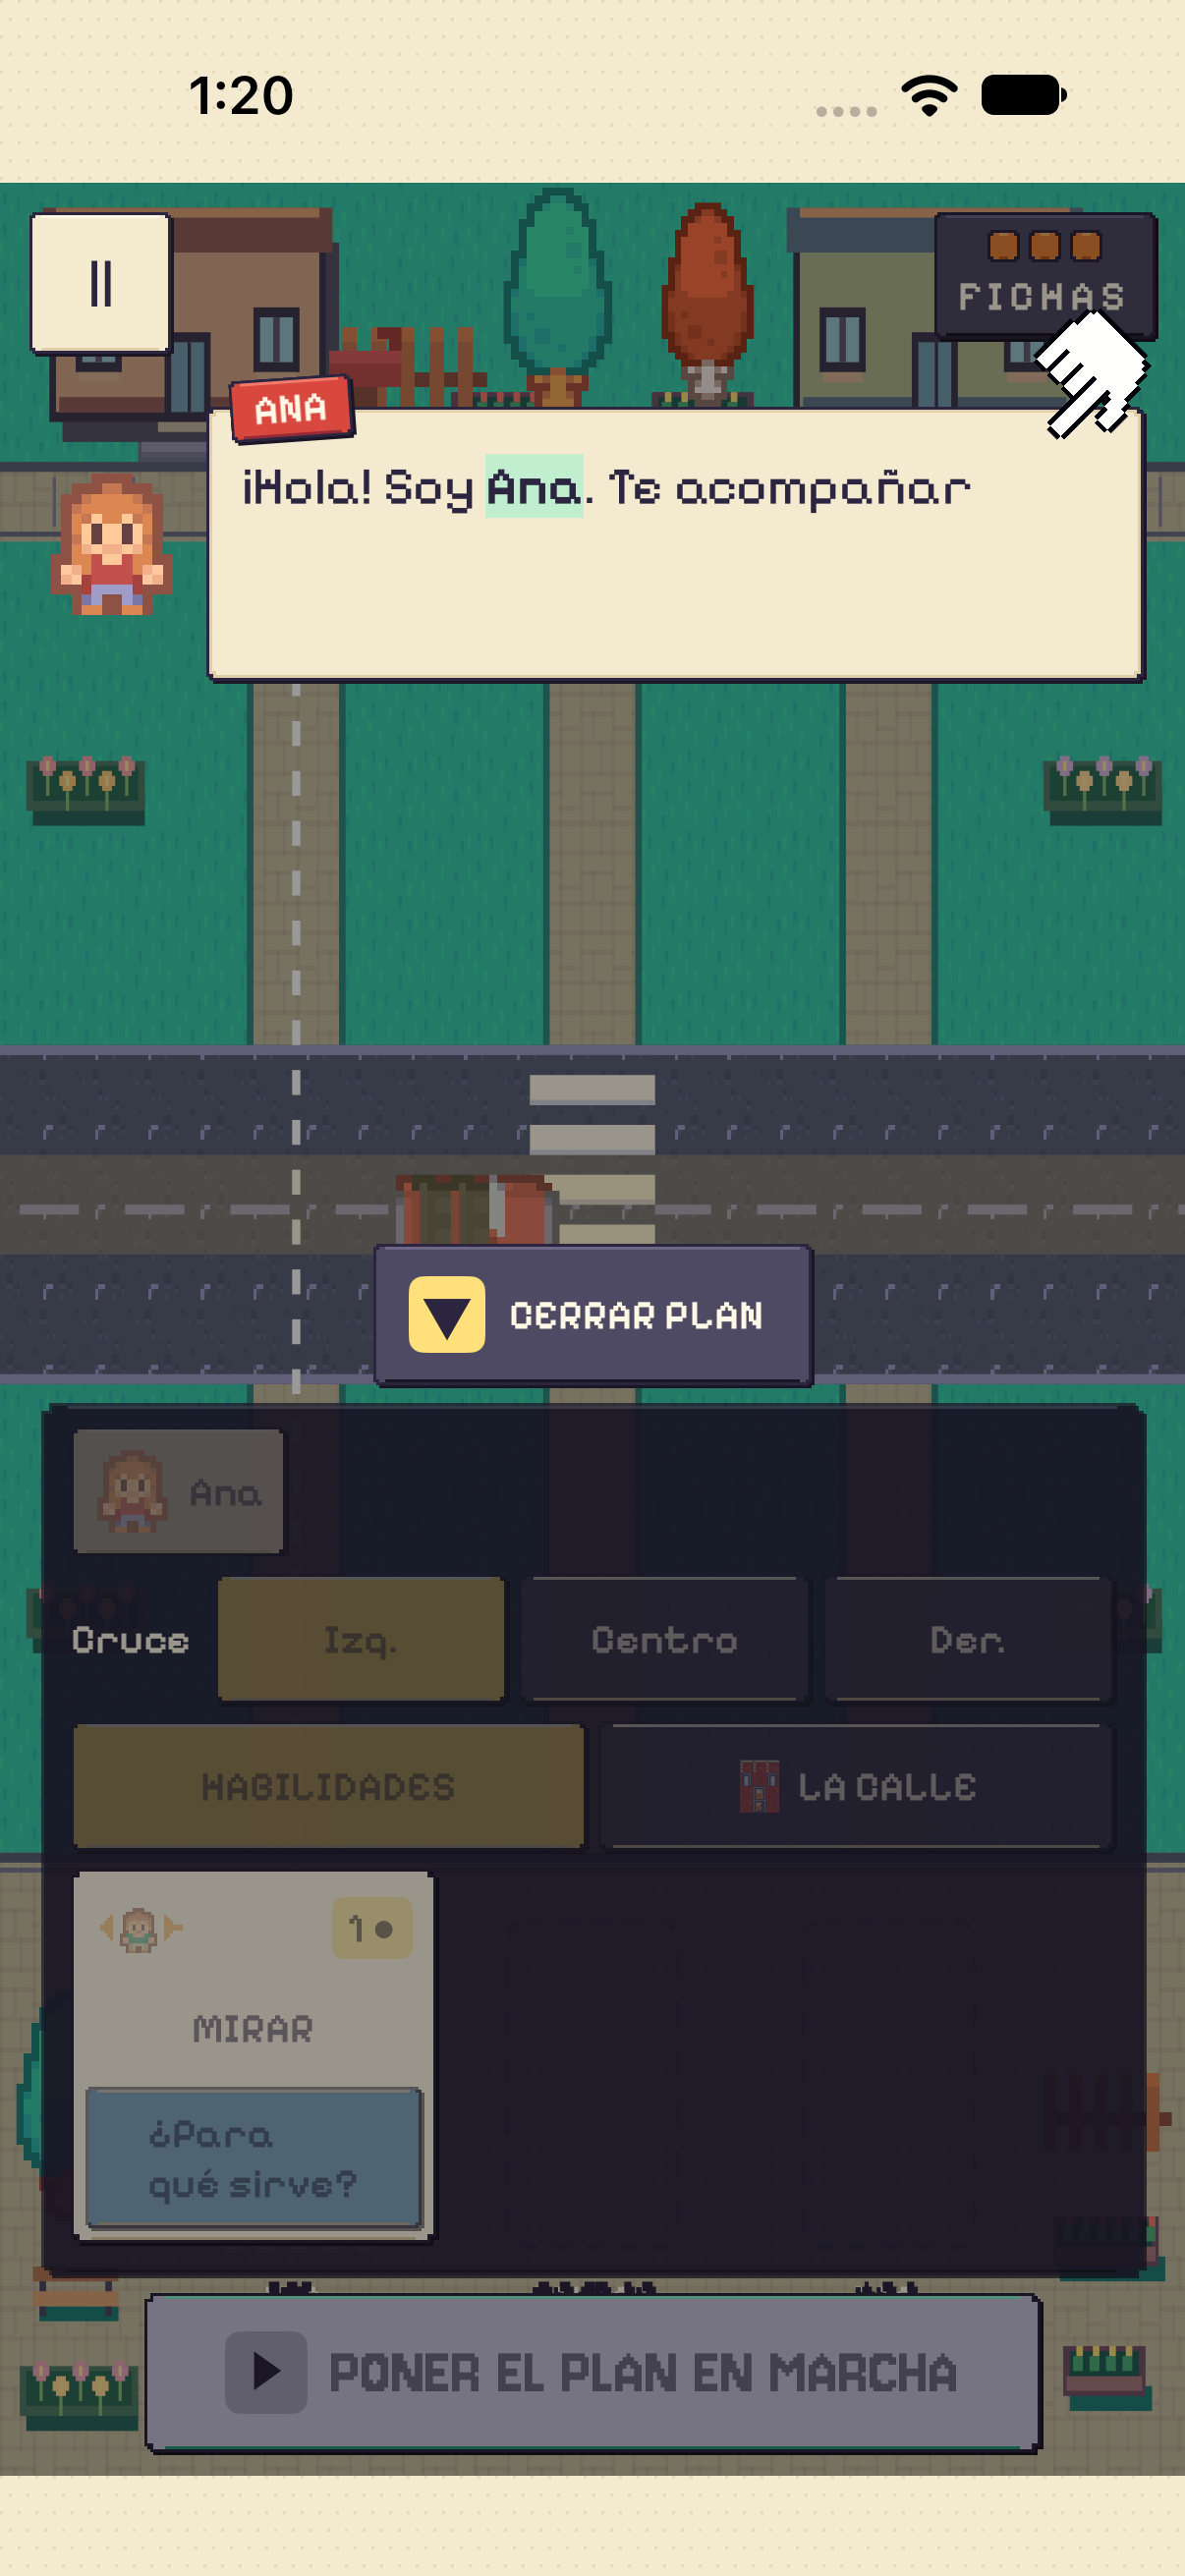 1:20
FICHAS
ANA
¡Hola! Soy Ana. Te acompañar
CERRAR PLAN
Ana
Cruce
Izq.
Centro
Der.
HABILIDADES
LA CALLE
1
MIRAR
¿Para
qué sirve?
PONER EL PLAN EN MARCHA